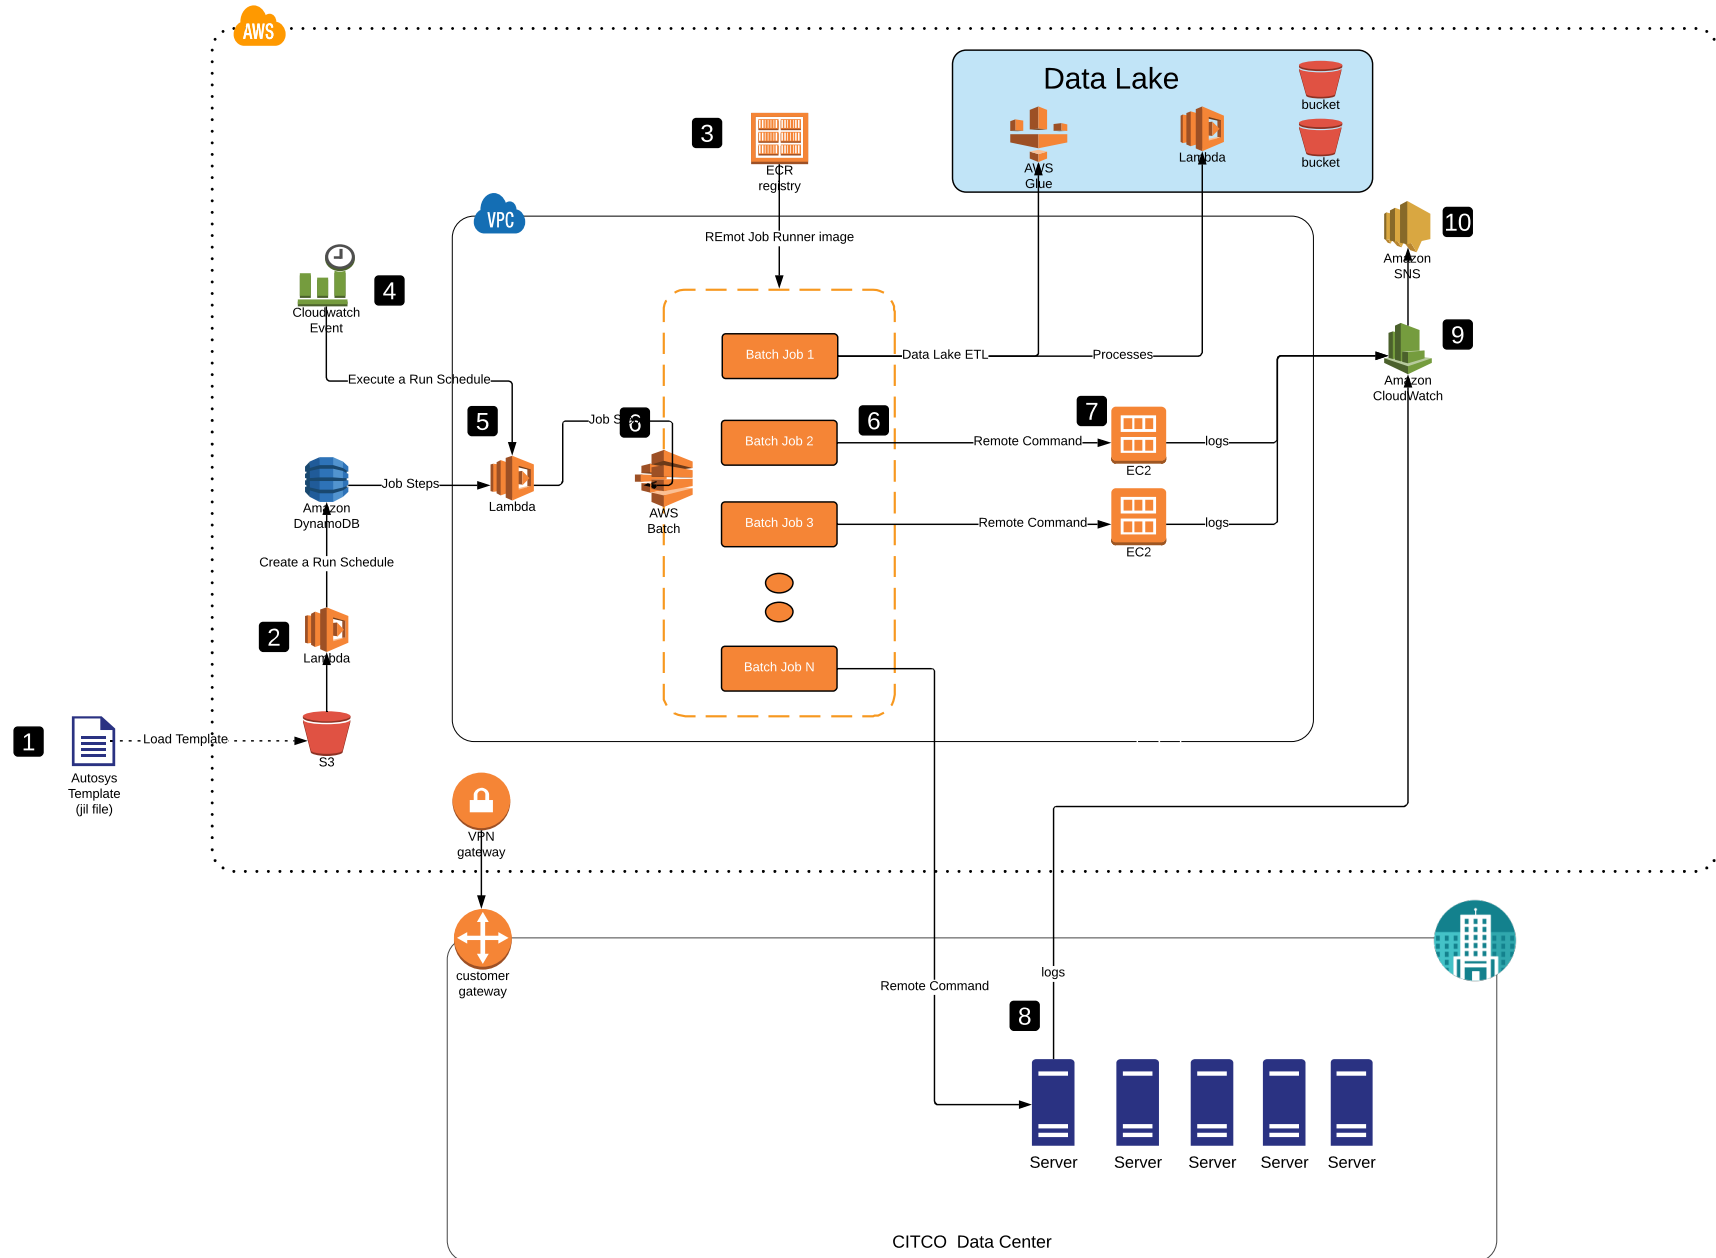 AWS
Data Lake
bucket
bucket
3
ECR
registry
AWS
Glue
Lambda
VPC
10
Amazon
SNS
REmot Job Runner image
4
Cloudwatch
Event
9
Batch Job 1
Data Lake ETL
Processes
Execute a Run Schedule
Amazon
CloudWatch
5
Job
6
6
7
Batch Job 2
Remote Command
logs
EC2
Job Steps
Lambda
Amazon
DynamoDB
AWS
Batch
Batch Job 3
Remote Command
logs
EC2
Create a Run Schedule
2
Lambda
Batch Job N
1
Load Template
S3
Autosys
Template
(jil file)
VPN
gateway
customer
gateway
logs
Remote Command
8
Server
Server
Server
Server
Server
CITCO Data Center